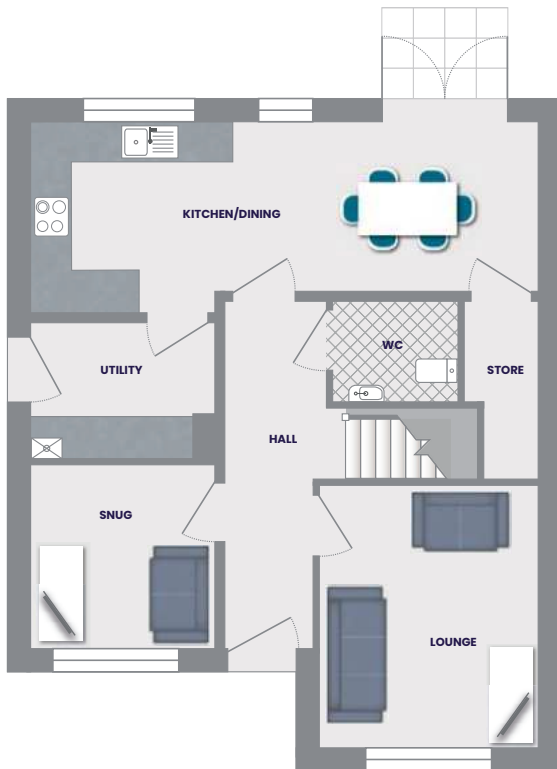 KITCHEN/DINING
WC
UTILITY
STORE
HALL
SNUG
LOUNGE